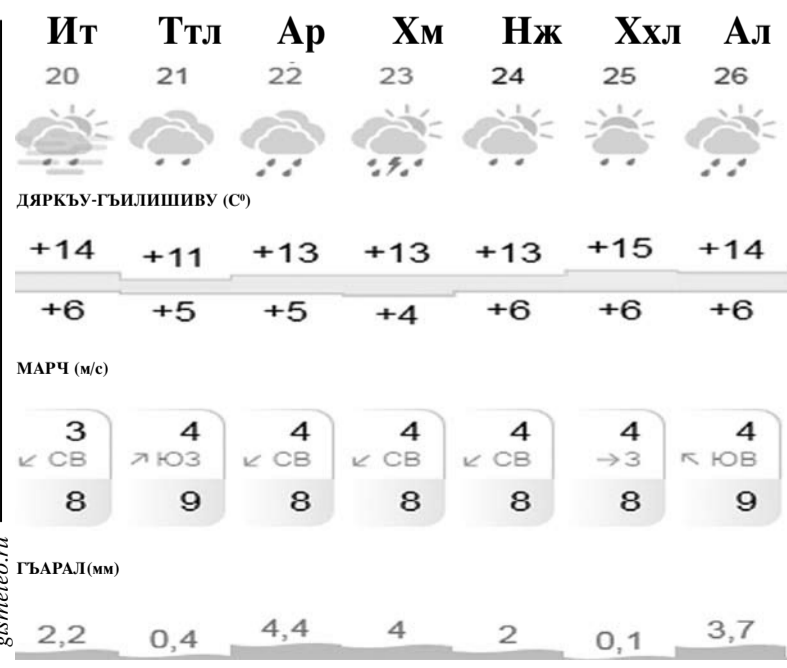 Ит Ттл Ар Хм Нж Ххл Ал
20 21 22 23 24 25 26
ДЯРКЪУ-ГЪИЛИШИВУ (С⁰)
+14 +11 +13 +13 +13 +15 +14
+6 +5 +5 +4 +6 +6 +6
МАРЧ (м/с)
3 4 4 4 4 4 4
↙ СВ ↗ ЮЗ ↙ СВ ↙ СВ ↙ СВ → З ↖ ЮВ
8 9 8 8 8 8 9
ГЪАРАЛ(мм)
2,2 0,4 4,4 4 2 0,1 3,7
gismeteo.ru